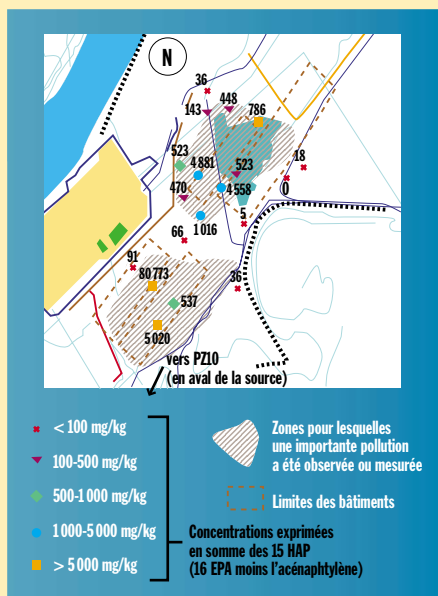 N
36
448
143
786
523
4 881
18
523
470
4 558
0
5
1 016
66
91
80 773
36
537
5 020
vers PZ10
(en aval de la source)
< 100 mg/kg
100-500 mg/kg
500-1 000 mg/kg
1 000-5 000 mg/kg
> 5 000 mg/kg
Zones pour lesquelles
une importante pollution
a été observée ou mesurée
Limites des bâtiments
Concentrations exprimées
en somme des 15 HAP
(16 EPA moins l'acénaphtylène)